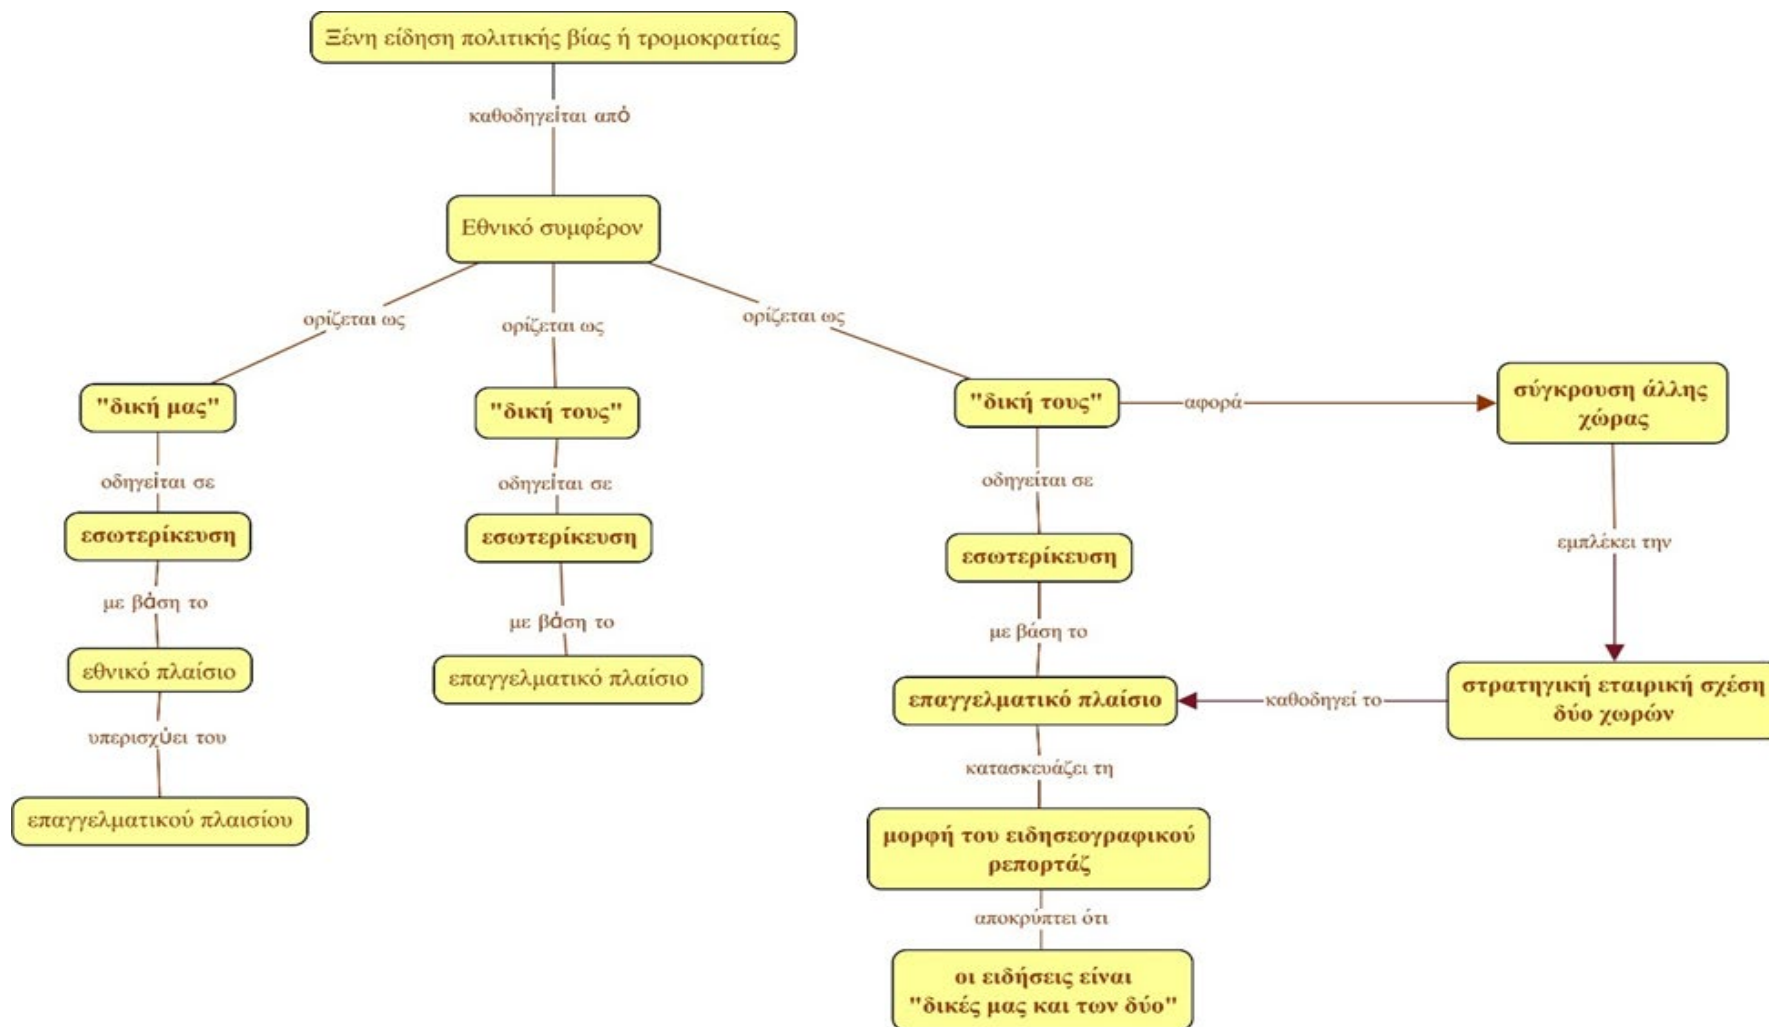 Ξένη είδηση πολιτικής βίας ή τρομοκρατίας
καθοδηγείται από
Εθνικό συμφέρον
ορίζεται ως
ορίζεται ως
ορίζεται ως
"δική μας"
οδηγείται σε
εσωτερίκευση
με βάση το
εθνικό πλαίσιο
υπερισχύει του
επαγγελματικού πλαισίου
"δική τους"
οδηγείται σε
εσωτερίκευση
με βάση το
επαγγελματικό πλαίσιο
"δική τους"
αφορά
σύγκρουση άλλης
χώρας
οδηγείται σε
εσωτερίκευση
εμπλέκει την
με βάση το
επαγγελματικό πλαίσιο
καθοδηγεί το
στρατηγική εταιρική σχέση
δύο χωρών
κατασκευάζει τη
μορφή του ειδησεογραφικού
ρεπορτάζ
αποκρύπτει ότι
οι ειδήσεις είναι
"δικές μας και των δύο"